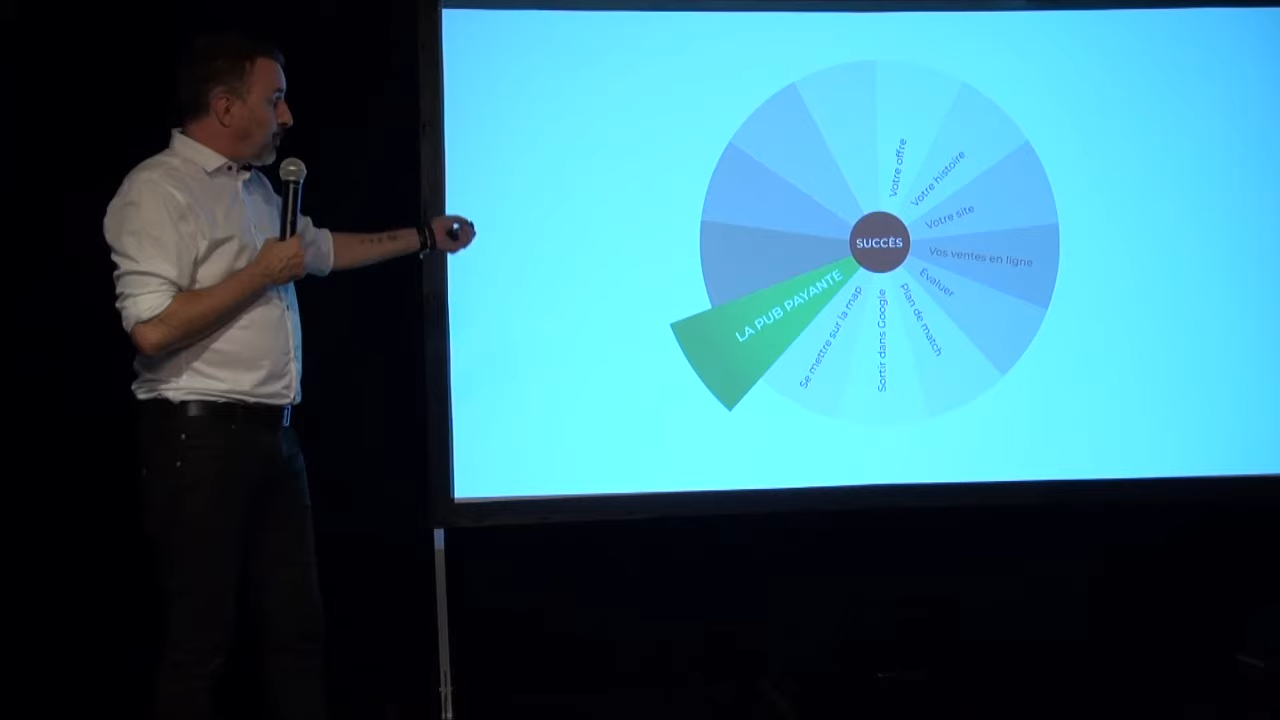 Votre offre
Votre histoire
Votre site
Vos ventes en ligne
Évaluer
Plan de match
Sortir dans Google
Se mettre sur la map
LA PUB PAYANTE
SUCCÈS